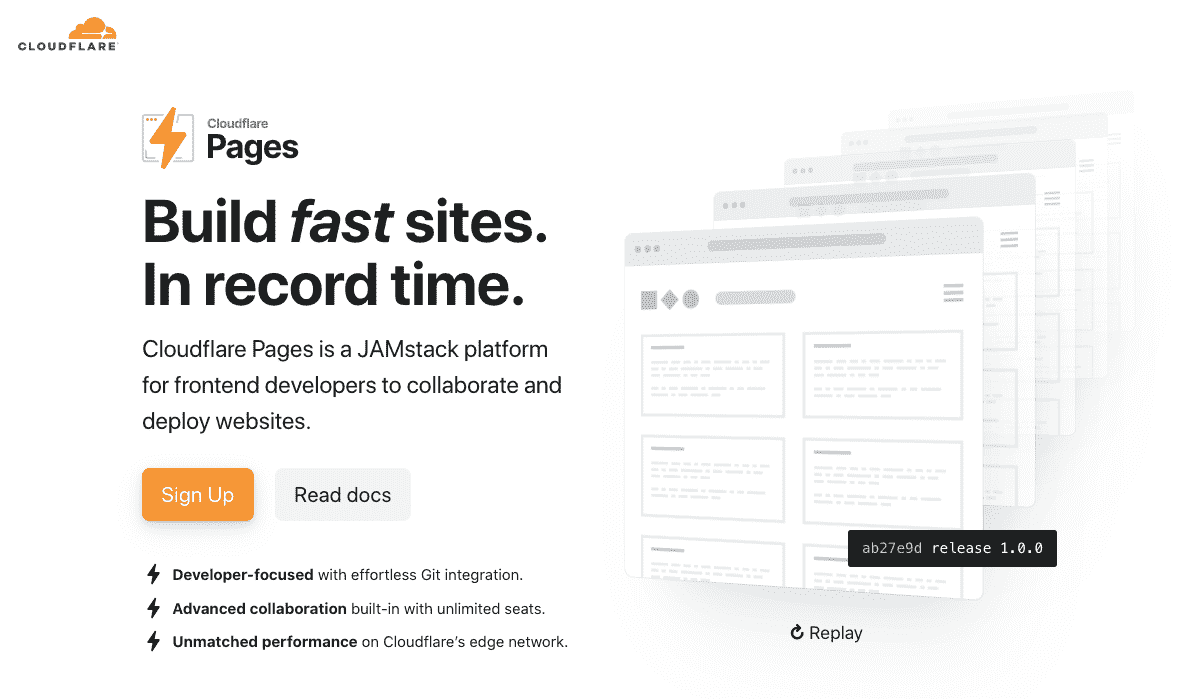 CLOUDFLARE
Cloudflare
Pages
Build fast sites.
In record time.
Cloudflare Pages is a JAMstack platform
for frontend developers to collaborate and
deploy websites.
Sign Up
Read docs
Developer-focused with effortless Git integration.
Advanced collaboration built-in with unlimited seats.
Unmatched performance on Cloudflare’s edge network.
ab27e9d release 1.0.0
Replay